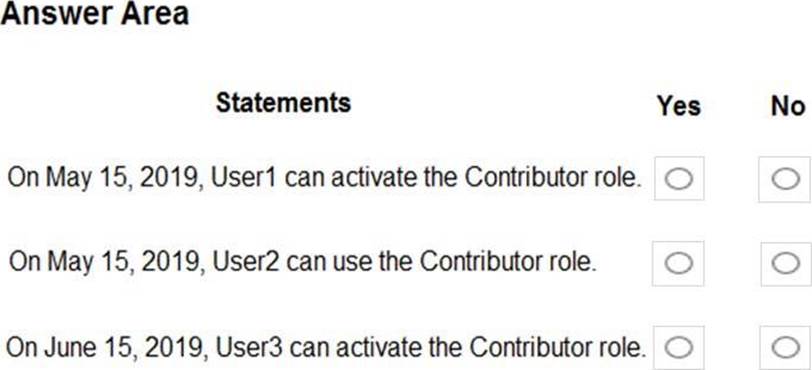 Answer Area
Statements Yes No
On May 15, 2019, User1 can activate the Contributor role.
On May 15, 2019, User2 can use the Contributor role.
On June 15, 2019, User3 can activate the Contributor role.